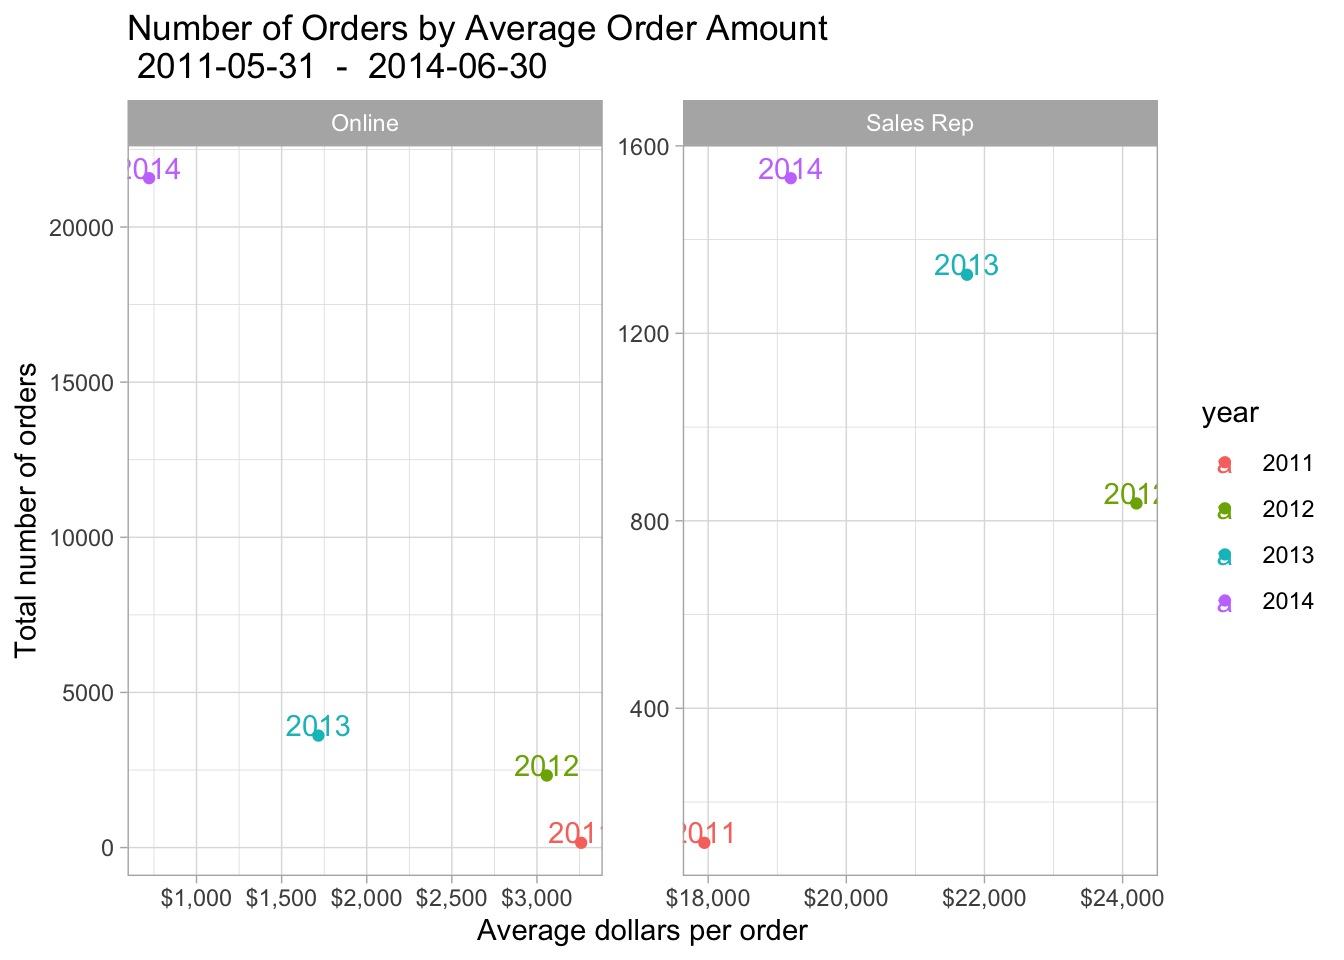 Number of Orders by Average Order Amount
2011-05-31 - 2014-06-30
Online
Sales Rep
2014
2013
2012
2011
20000
15000
10000
5000
0
$1,000 $1,500 $2,000 $2,500 $3,000
2014
2013
2012
2011
1600
1200
800
400
$18,000 $20,000 $22,000 $24,000
Total number of orders
Average dollars per order
year
a 2011
a 2012
a 2013
a 2014